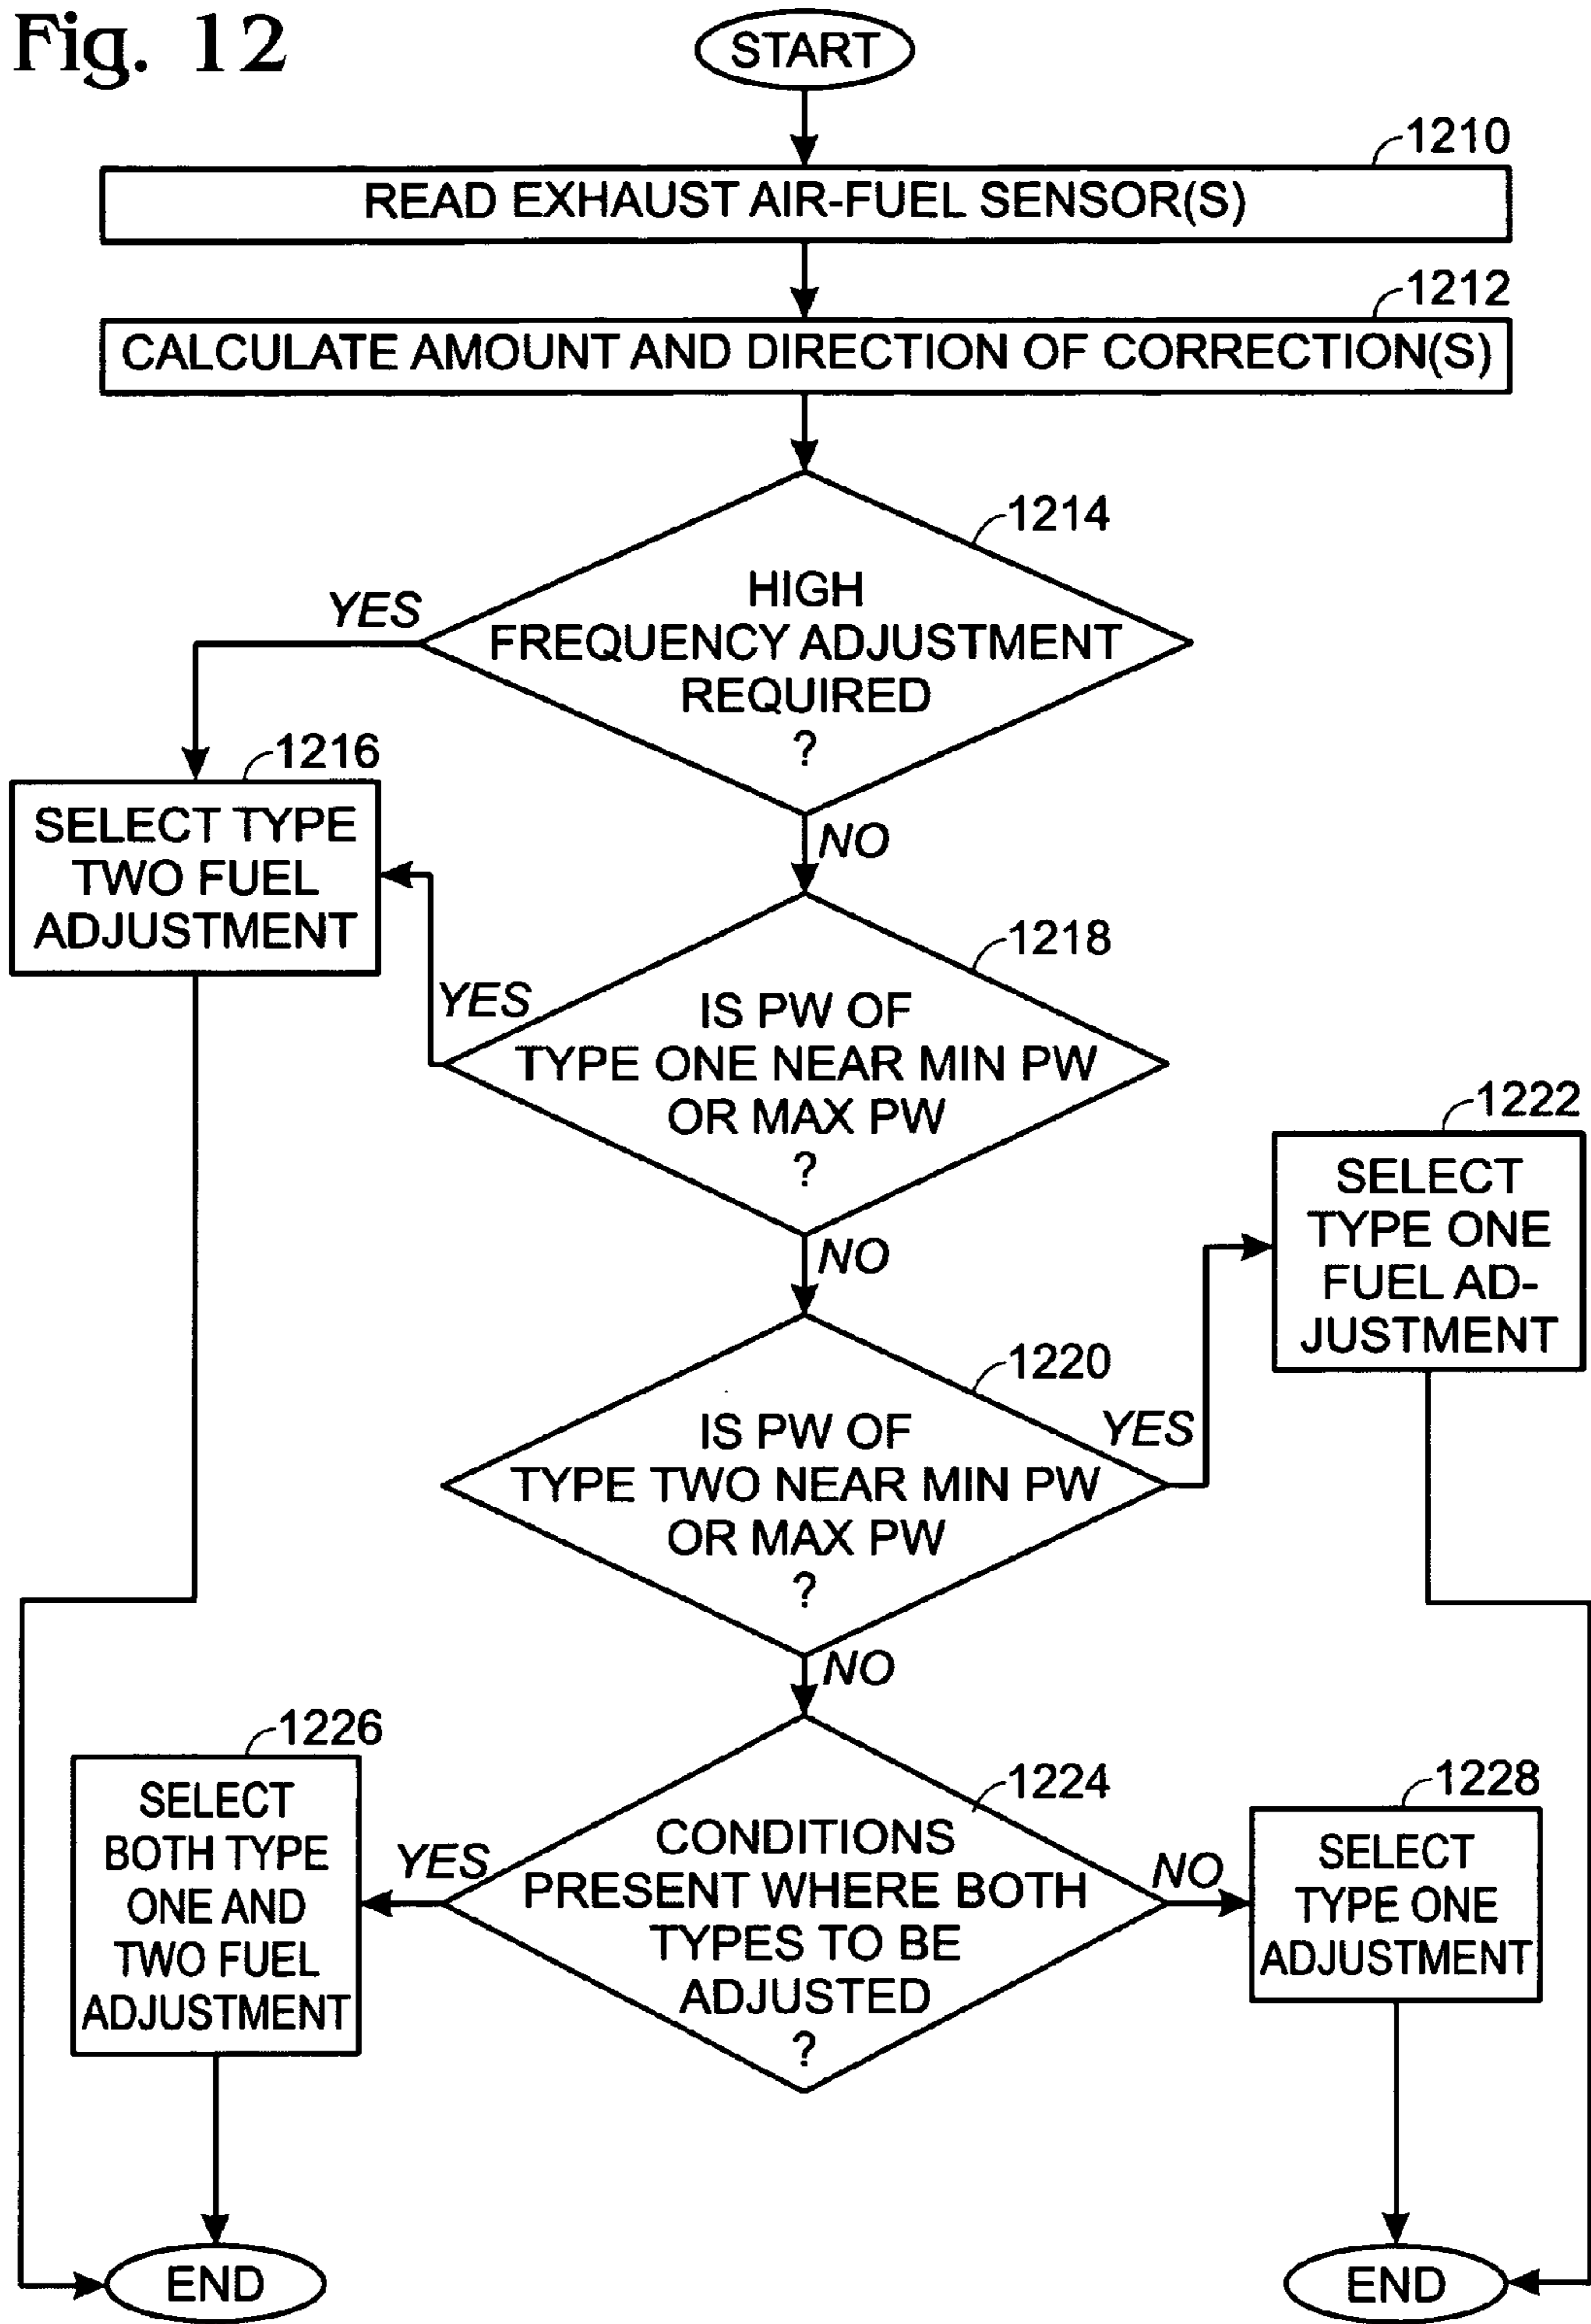 Fig. 12
START
1210
READ EXHAUST AIR-FUEL SENSOR(S)
1212
CALCULATE AMOUNT AND DIRECTION OF CORRECTION(S)
1214
HIGH
FREQUENCY ADJUSTMENT
REQUIRED
?
YES
NO
1216
SELECT TYPE
TWO FUEL
ADJUSTMENT
1218
IS PW OF
TYPE ONE NEAR MIN PW
OR MAX PW
?
YES
NO
1222
SELECT
TYPE ONE
FUEL AD-
JUSTMENT
1220
IS PW OF
TYPE TWO NEAR MIN PW
OR MAX PW
?
YES
NO
1226
SELECT
BOTH TYPE
ONE AND
TWO FUEL
ADJUSTMENT
1224
CONDITIONS
PRESENT WHERE BOTH
TYPES TO BE
ADJUSTED
?
YES
NO
1228
SELECT
TYPE ONE
ADJUSTMENT
END
END